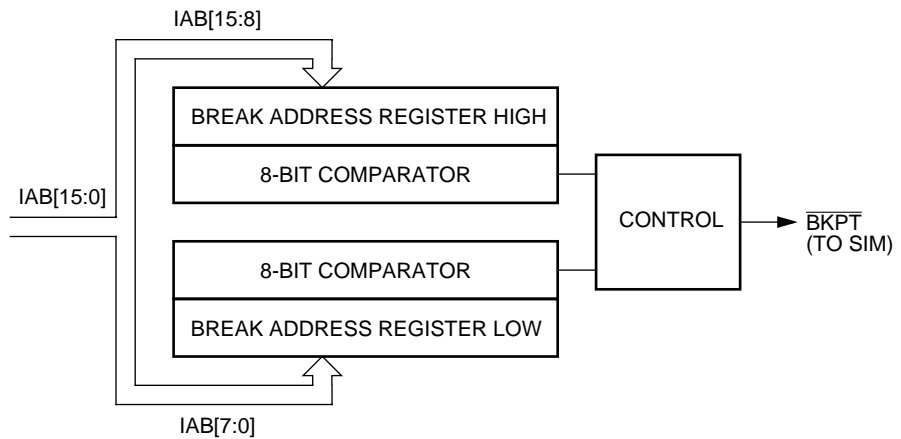 IAB[15:8]
BREAK ADDRESS REGISTER HIGH
8-BIT COMPARATOR
IAB[15:0]
CONTROL
BKPT
(TO SIM)
8-BIT COMPARATOR
BREAK ADDRESS REGISTER LOW
IAB[7:0]